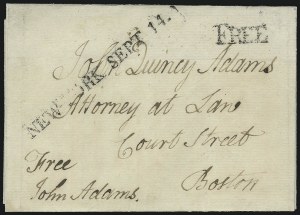 NEW-YORK SEPT 14.
FREE
John Quincy Adams
Attorney at Law
Court Street
Boston
Free
John Adams.